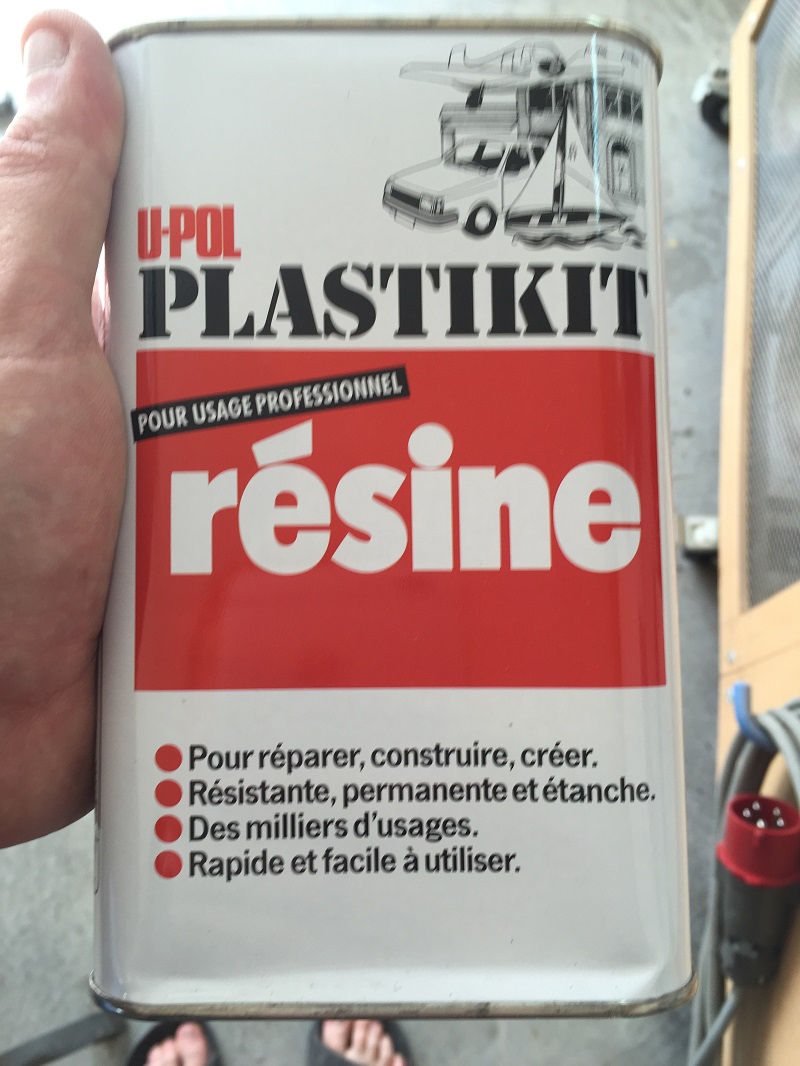 U-POL
PLASTIKIT
POUR USAGE PROFESSIONNEL
résine
Pour réparer, construire, créer.
Résistante, permanente et étanche.
Des milliers d'usages.
Rapide et facile à utiliser.